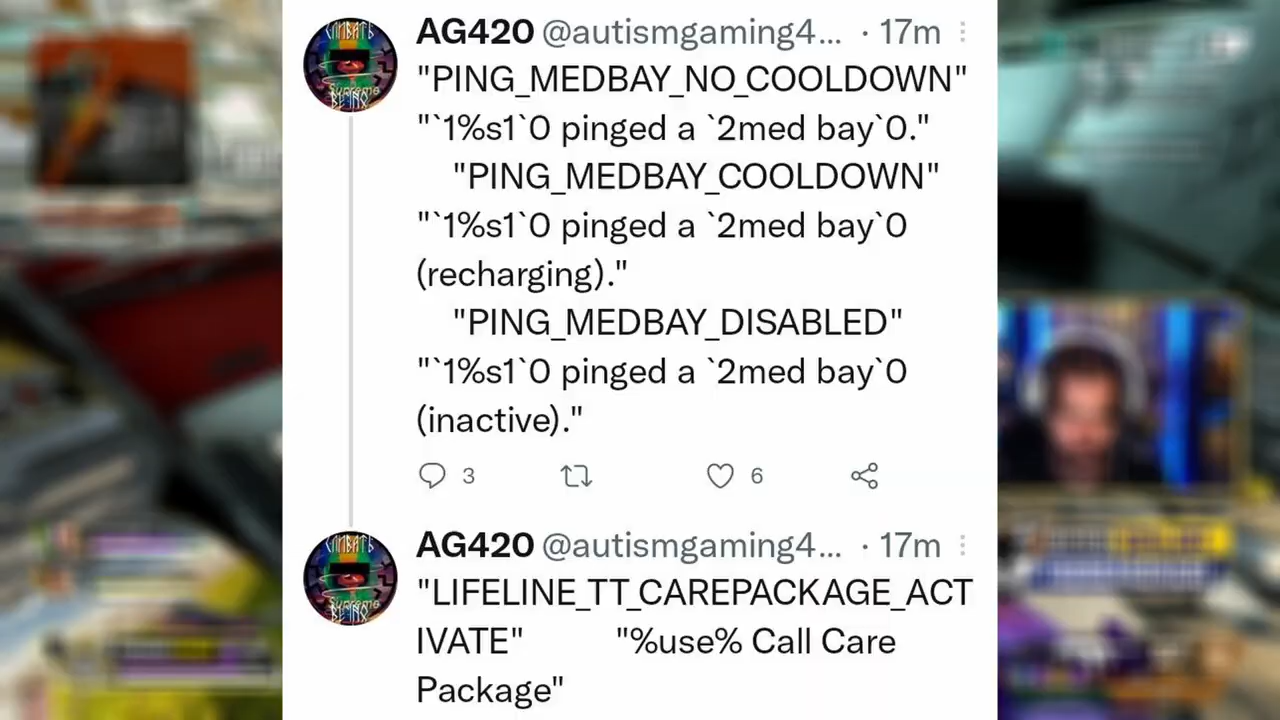 AG420 @autismgaming4... · 17m
"PING_MEDBAY_NO_COOLDOWN"
"`1%s1`0 pinged a `2med bay`0."
"PING_MEDBAY_COOLDOWN"
"`1%s1`0 pinged a `2med bay`0
(recharging)."
"PING_MEDBAY_DISABLED"
"`1%s1`0 pinged a `2med bay`0
(inactive)."
3 6
AG420 @autismgaming4... · 17m
"LIFELINE_TT_CAREPACKAGE_ACT
IVATE" "%use% Call Care
Package"